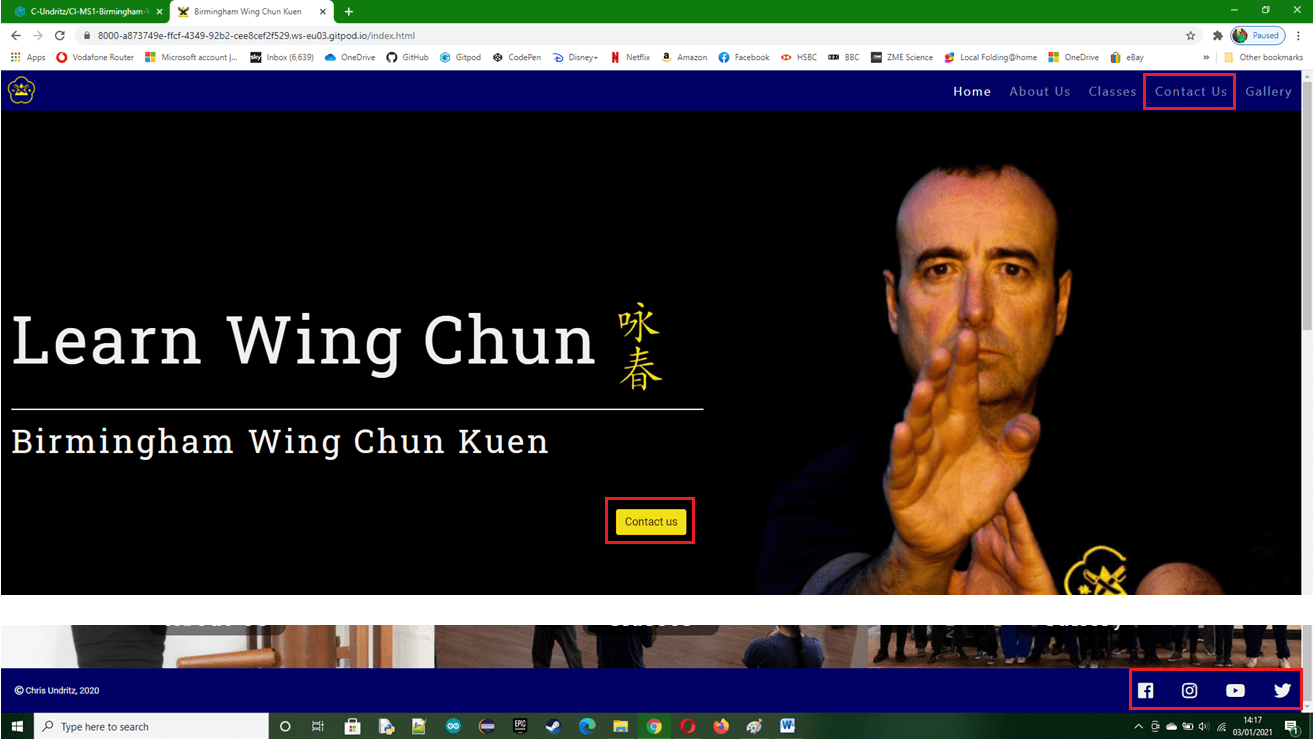 C-Undritz/CI-MS1-Birmingham-
Birmingham Wing Chun Kuen
8000-a873749e-ffcf-4349-92b2-cee8cef2f529.ws-eu03.gitpod.io/index.html
Paused
Apps Vodafone Router Microsoft account |... sky Inbox (6,639) OneDrive GitHub Gitpod CodePen Disney+ Netflix Amazon Facebook HSBC BBC ZME Science Local Folding@home OneDrive eBay » Other bookmarks
Home About Us Classes Contact Us Gallery
Learn Wing Chun
咏
春
Birmingham Wing Chun Kuen
Contact us
© Chris Undritz, 2020
Type here to search
EPIC
14:17
03/01/2021
1